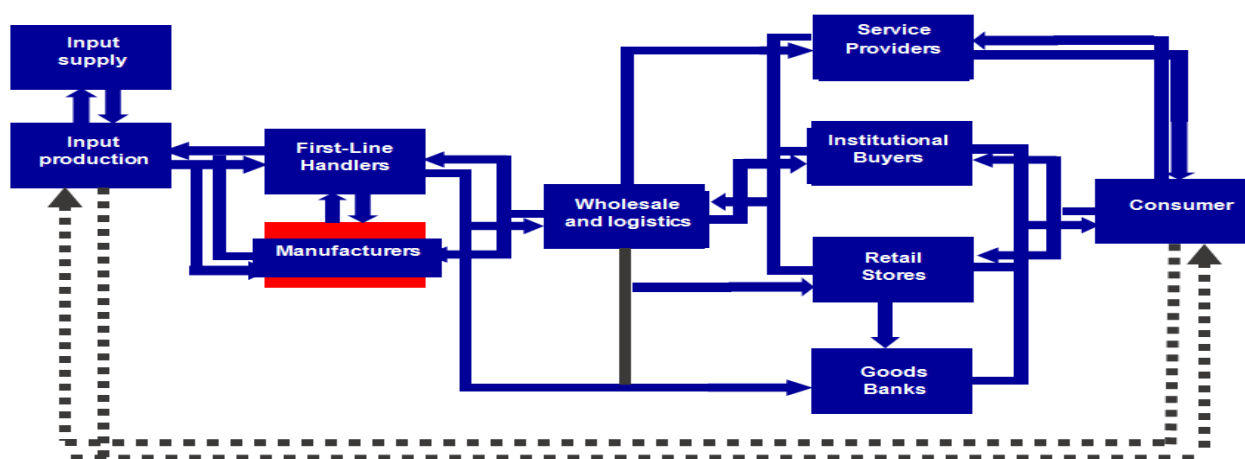 Input
supply
Input
production
First-Line
Handlers
Manufacturers
Wholesale
and logistics
Service
Providers
Institutional
Buyers
Retail
Stores
Goods
Banks
Consumer